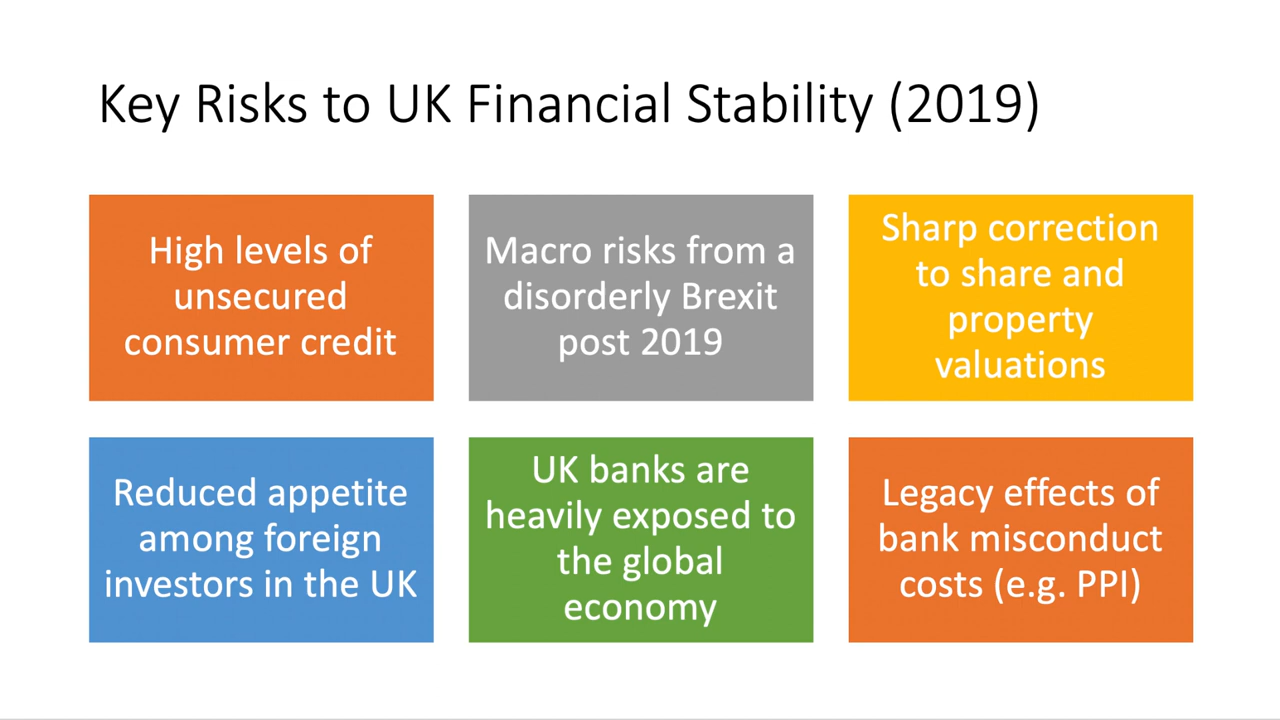 Key Risks to UK Financial Stability (2019)
High levels of
unsecured
consumer credit
Macro risks from a
disorderly Brexit
post 2019
Sharp correction
to share and
property
valuations
Reduced appetite
among foreign
investors in the UK
UK banks are
heavily exposed to
the global
economy
Legacy effects of
bank misconduct
costs (e.g. PPI)